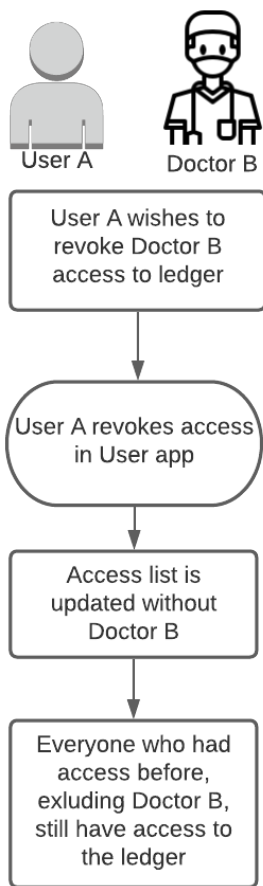 User A
Doctor B
User A wishes to
revoke Doctor B
access to ledger
User A revokes access
in User app
Access list is
updated without
Doctor B
Everyone who had
access before,
exluding Doctor B,
still have access to
the ledger